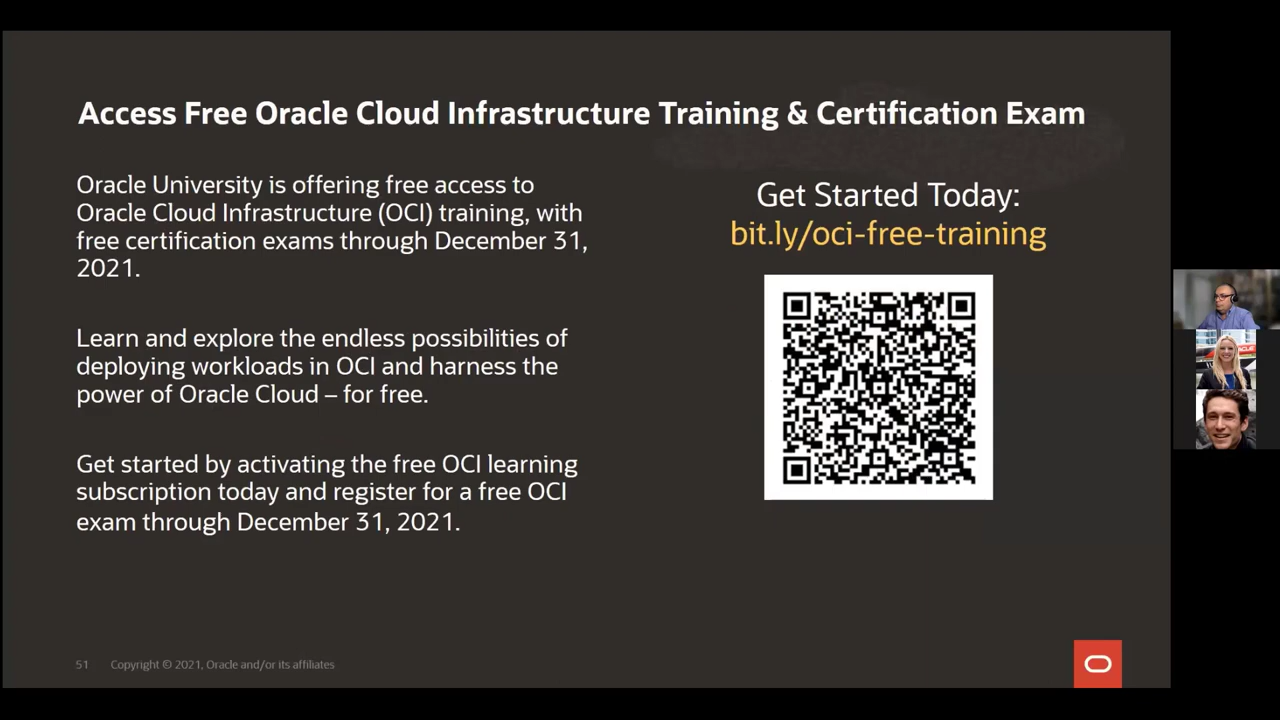 Access Free Oracle Cloud Infrastructure Training & Certification Exam
Oracle University is offering free access to
Oracle Cloud Infrastructure (OCI) training, with
free certification exams through December 31,
2021.
Learn and explore the endless possibilities of
deploying workloads in OCI and harness the
power of Oracle Cloud – for free.
Get started by activating the free OCI learning
subscription today and register for a free OCI
exam through December 31, 2021.
Get Started Today:
bit.ly/oci-free-training
51 Copyright © 2021, Oracle and/or its affiliates